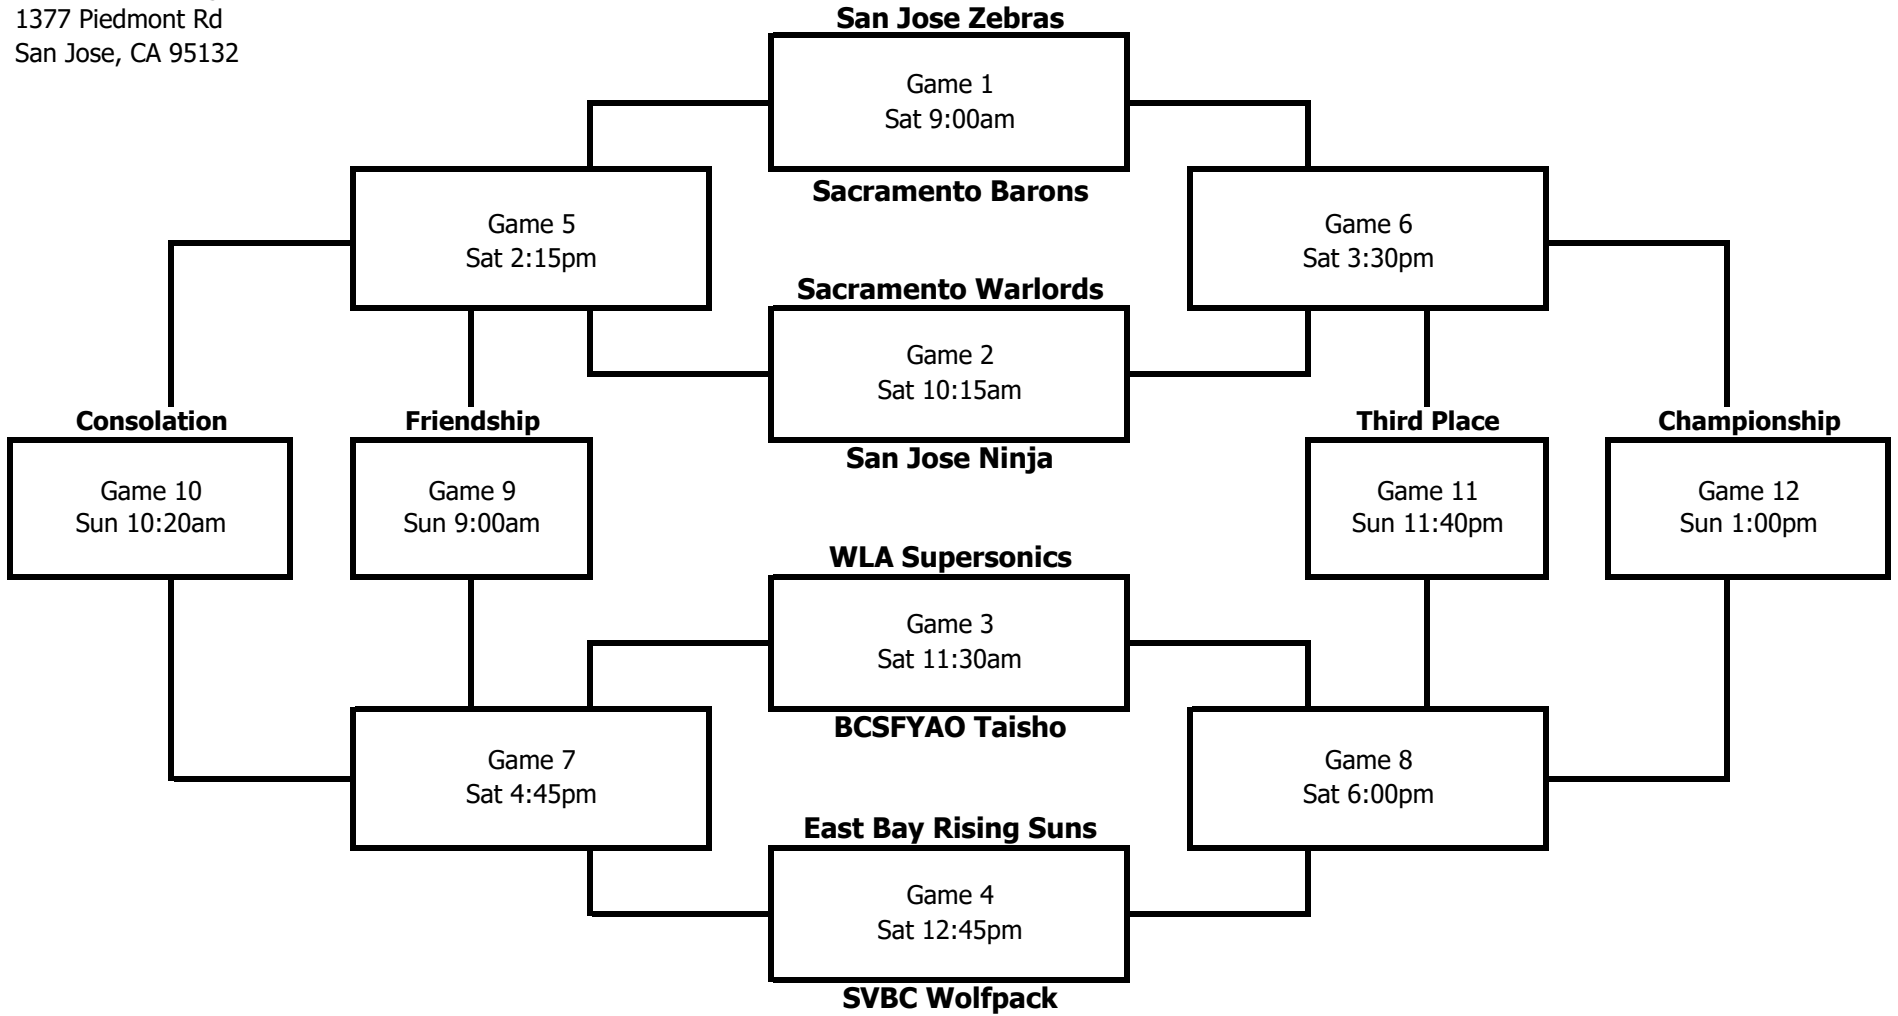 1377 Piedmont Rd
San Jose, CA 95132
San Jose Zebras
Game 1
Sat 9:00am
Sacramento Barons
Game 5
Sat 2:15pm
Game 6
Sat 3:30pm
Sacramento Warlords
Game 2
Sat 10:15am
San Jose Ninja
Consolation
Game 10
Sun 10:20am
Friendship
Game 9
Sun 9:00am
Third Place
Game 11
Sun 11:40pm
Championship
Game 12
Sun 1:00pm
WLA Supersonics
Game 3
Sat 11:30am
BCSFYAO Taisho
Game 7
Sat 4:45pm
Game 8
Sat 6:00pm
East Bay Rising Suns
Game 4
Sat 12:45pm
SVBC Wolfpack